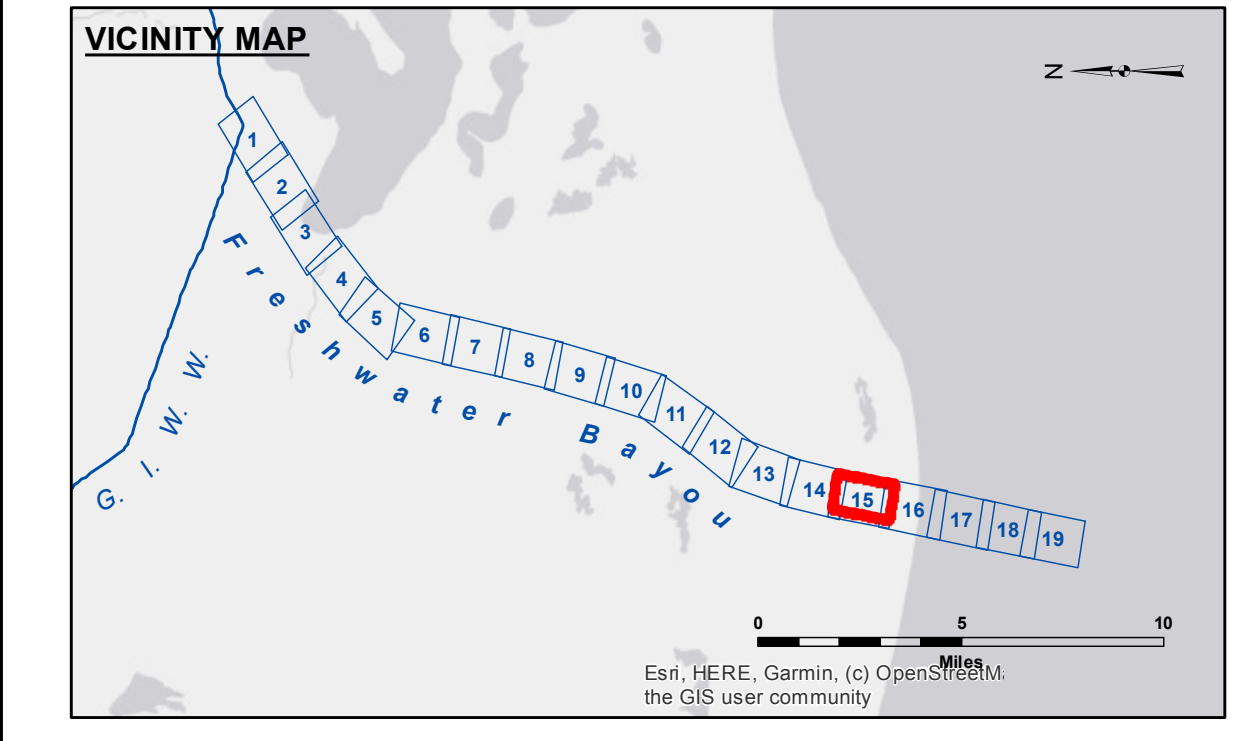 VICINITY MAP
N
1
2
3
4
5
6
7
8
9
10
11
12
13
14
15
16
17
18
19
Freshwater Bayou
G. I. W. W.
0 5 10
Miles
Esri, HERE, Garmin, (c) OpenStreetMa
the GIS user community